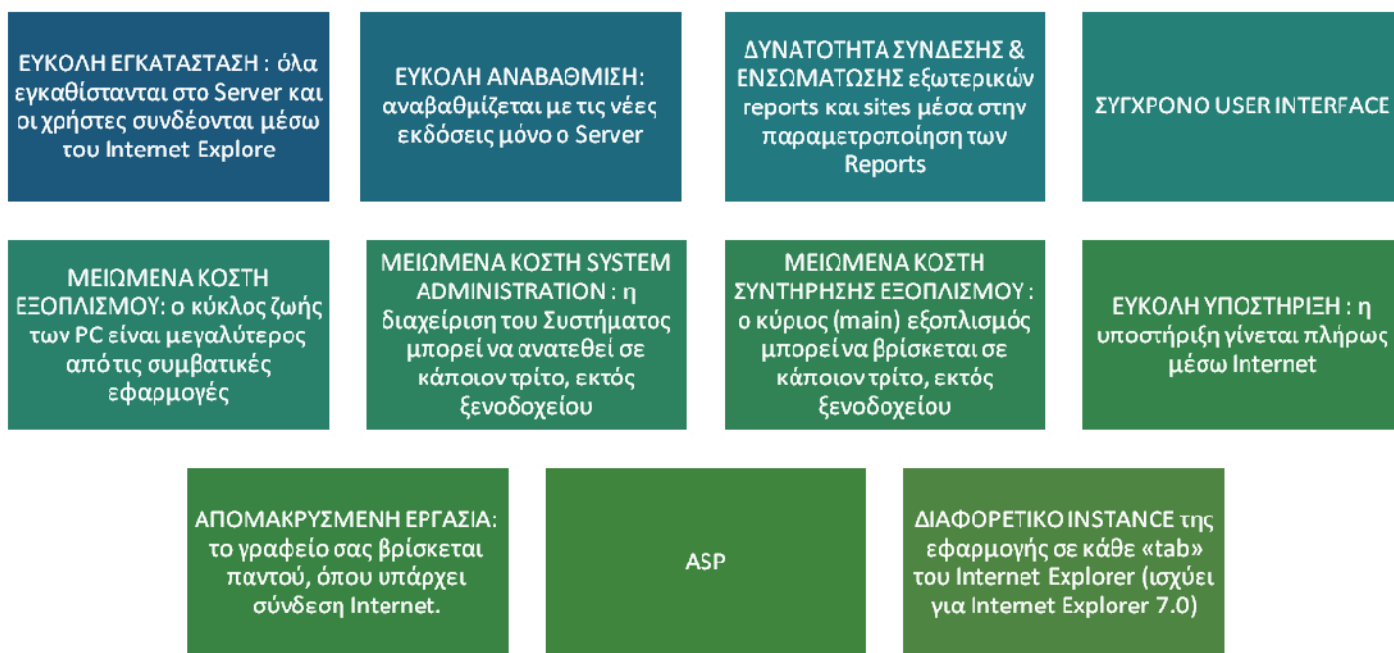 ΕΥΚΟΛΗ ΕΓΚΑΤΑΣΤΑΣΗ : όλα
εγκαθίστανται στο Server και
οι χρήστες συνδέονται μέσω
του Internet Explore
ΕΥΚΟΛΗ ΑΝΑΒΑΘΜΙΣΗ:
αναβαθμίζεται με τις νέες
εκδόσεις μόνο ο Server
ΔΥΝΑΤΟΤΗΤΑ ΣΥΝΔΕΣΗΣ &
ΕΝΣΩΜΑΤΩΣΗΣ εξωτερικών
reports και sites μέσα στην
παραμετροποίηση των
Reports
ΣΥΓΧΡΟΝΟ USER INTERFACE
ΜΕΙΩΜΕΝΑ ΚΟΣΤΗ
ΕΞΟΠΛΙΣΜΟΥ: ο κύκλος ζωής
των PC είναι μεγαλύτερος
από τις συμβατικές
εφαρμογές
ΜΕΙΩΜΕΝΑ ΚΟΣΤΗ SYSTEM
ADMINISTRATION : η
διαχείριση του Συστήματος
μπορεί να ανατεθεί σε
κάποιον τρίτο, εκτός
ξενοδοχείου
ΜΕΙΩΜΕΝΑ ΚΟΣΤΗ
ΣΥΝΤΗΡΗΣΗΣ ΕΞΟΠΛΙΣΜΟΥ :
ο κύριος (main) εξοπλισμός
μπορεί να βρίσκεται σε
κάποιον τρίτο, εκτός
ξενοδοχείου
ΕΥΚΟΛΗ ΥΠΟΣΤΗΡΙΞΗ : η
υποστήριξη γίνεται πλήρως
μέσω Internet
ΑΠΟΜΑΚΡΥΣΜΕΝΗ ΕΡΓΑΣΙΑ:
το γραφείο σας βρίσκεται
παντού, όπου υπάρχει
σύνδεση Internet.
ASP
ΔΙΑΦΟΡΕΤΙΚΟ INSTANCE της
εφαρμογής σε κάθε «tab»
του Internet Explorer (ισχύει
για Internet Explorer 7.0)